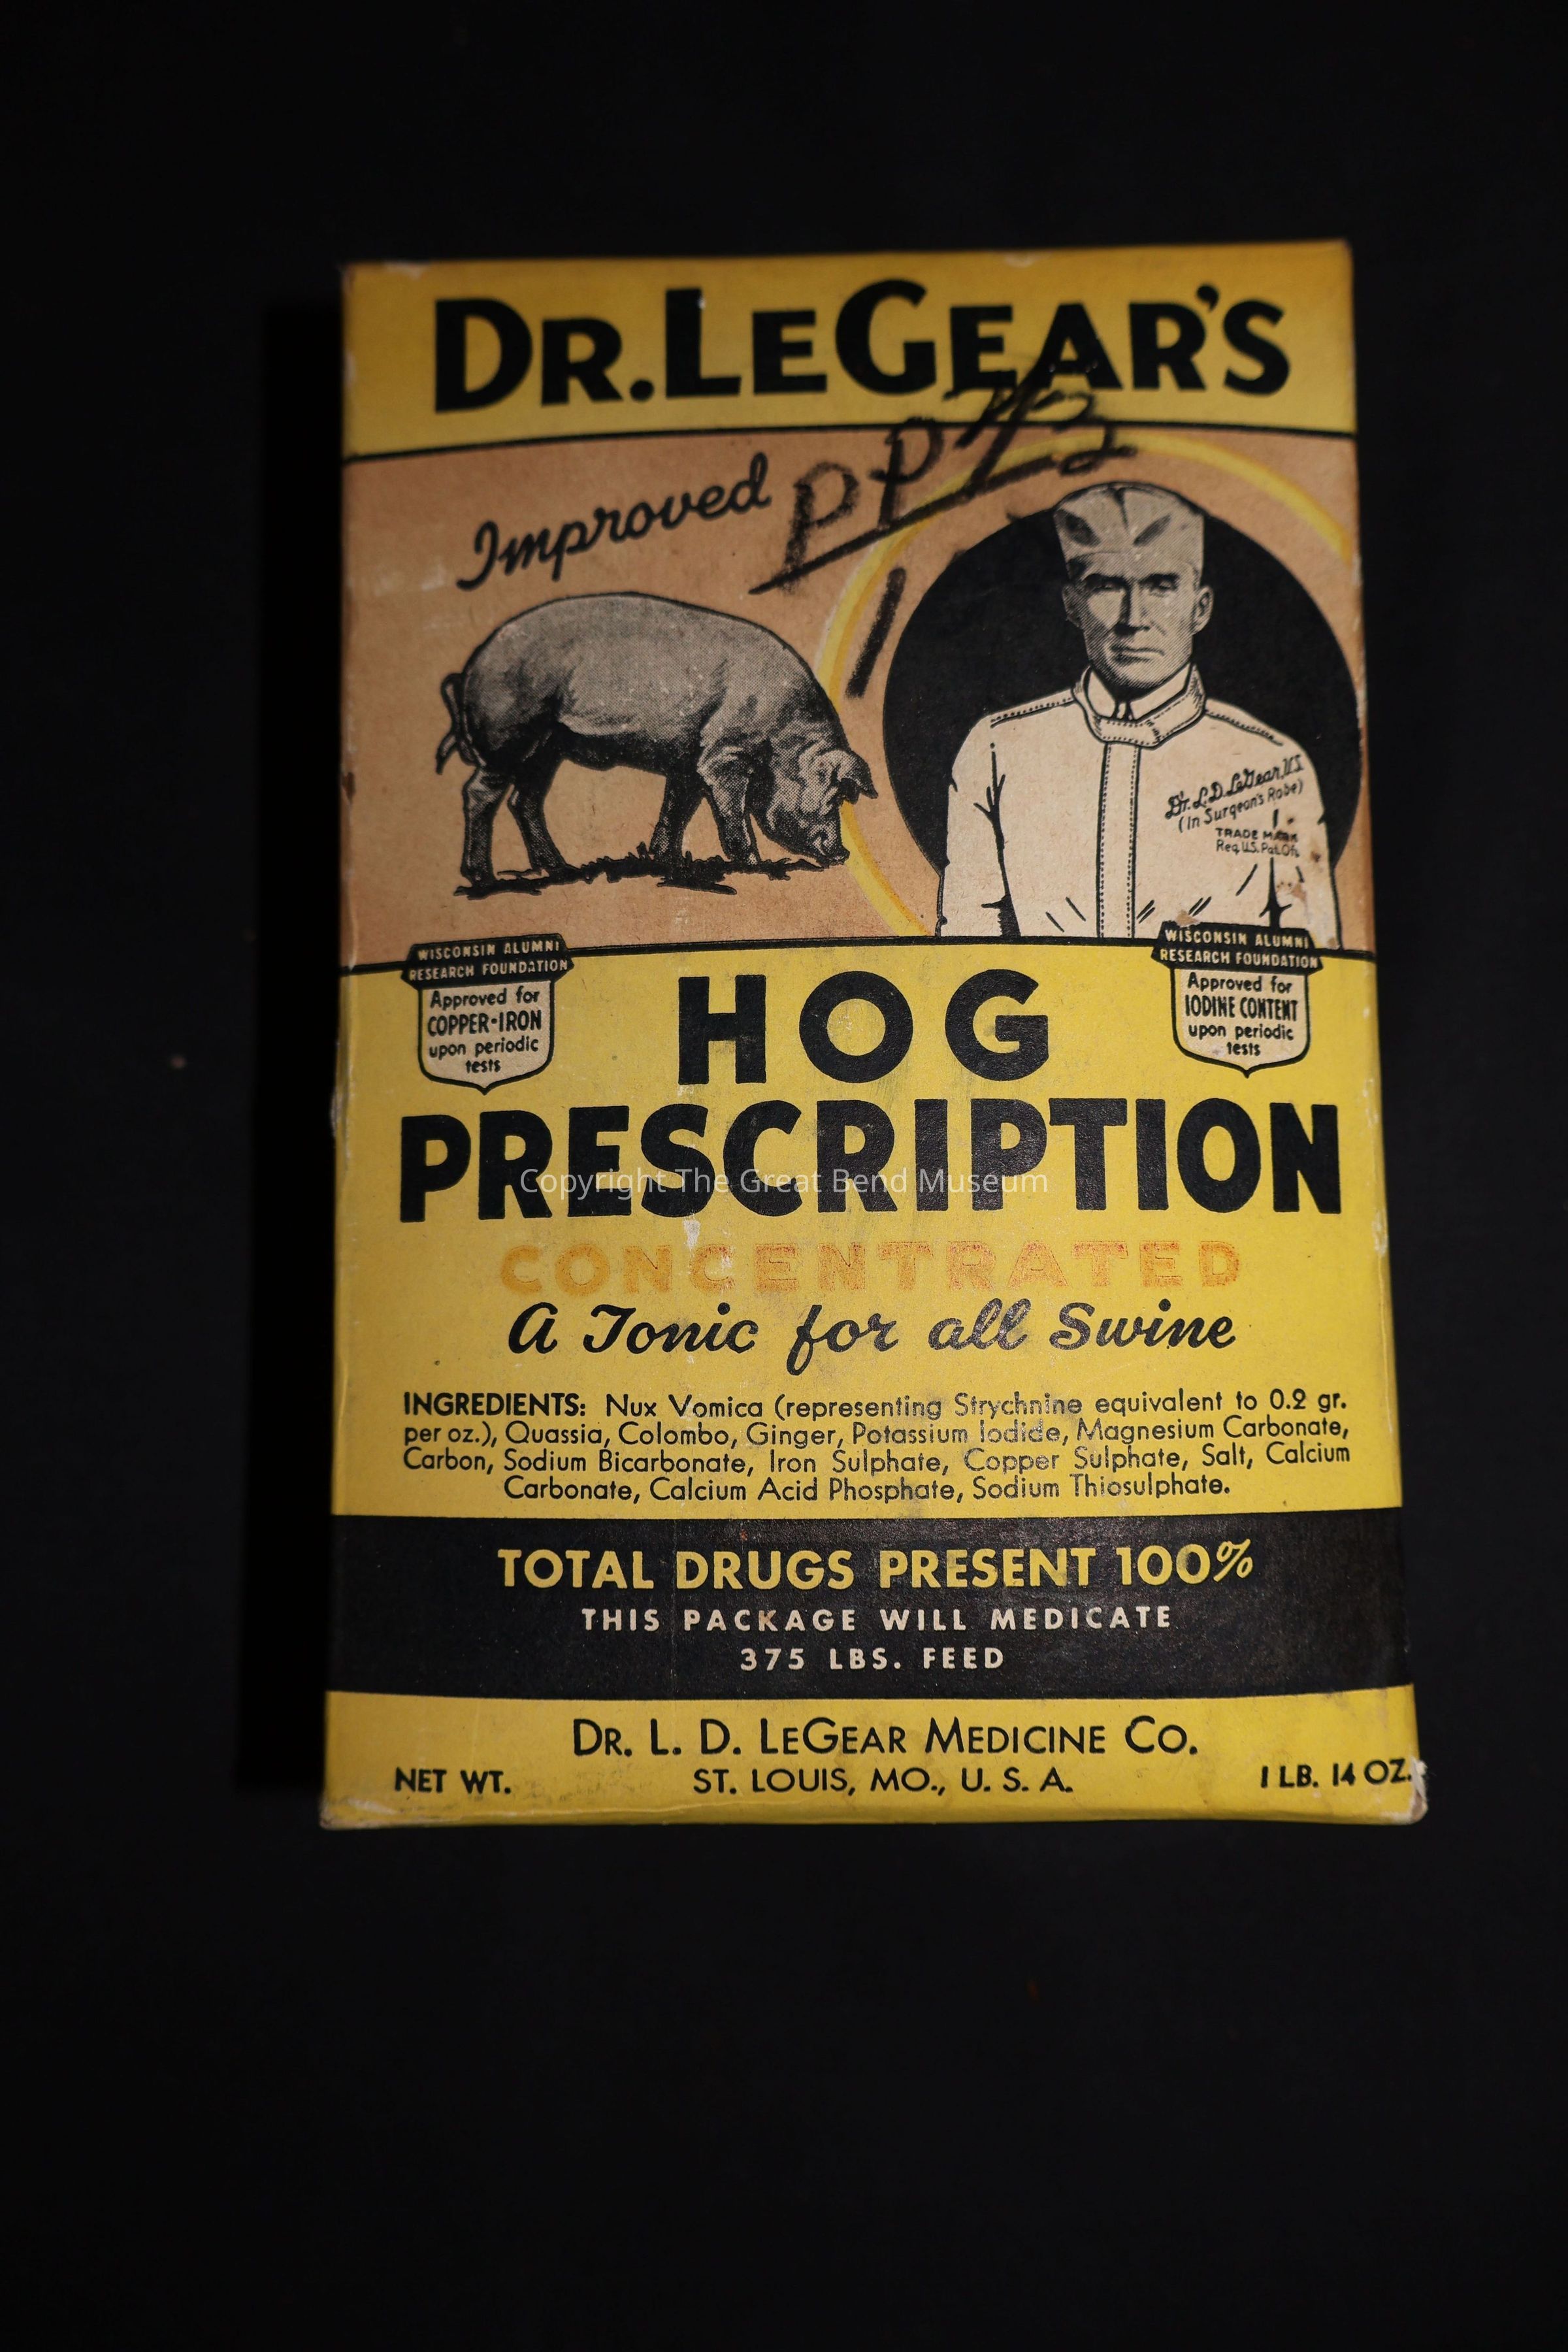 DR. LEGEAR'S
Improved
Dr. L.D. LeGear, V.S.
(In Surgeon's Robe)
TRADE MARK
Reg. U.S. Pat. Off.
WISCONSIN ALUMNI
RESEARCH FOUNDATION
Approved for
COPPER-IRON
upon periodic
tests
WISCONSIN ALUMNI
RESEARCH FOUNDATION
Approved for
IODINE CONTENT
upon periodic
tests
HOG
PRESCRIPTION
Copyright The Great Bend Museum
CONCENTRATED
A Tonic for all Swine
INGREDIENTS: Nux Vomica (representing Strychnine equivalent to 0.2 gr.
per oz.), Quassia, Colombo, Ginger, Potassium Iodide, Magnesium Carbonate,
Carbon, Sodium Bicarbonate, Iron Sulphate, Copper Sulphate, Salt, Calcium
Carbonate, Calcium Acid Phosphate, Sodium Thiosulphate.
TOTAL DRUGS PRESENT 100%
THIS PACKAGE WILL MEDICATE
375 LBS. FEED
DR. L. D. LEGEAR MEDICINE CO.
NET WT. ST. LOUIS, MO., U. S. A. 1 LB. 14 OZ.